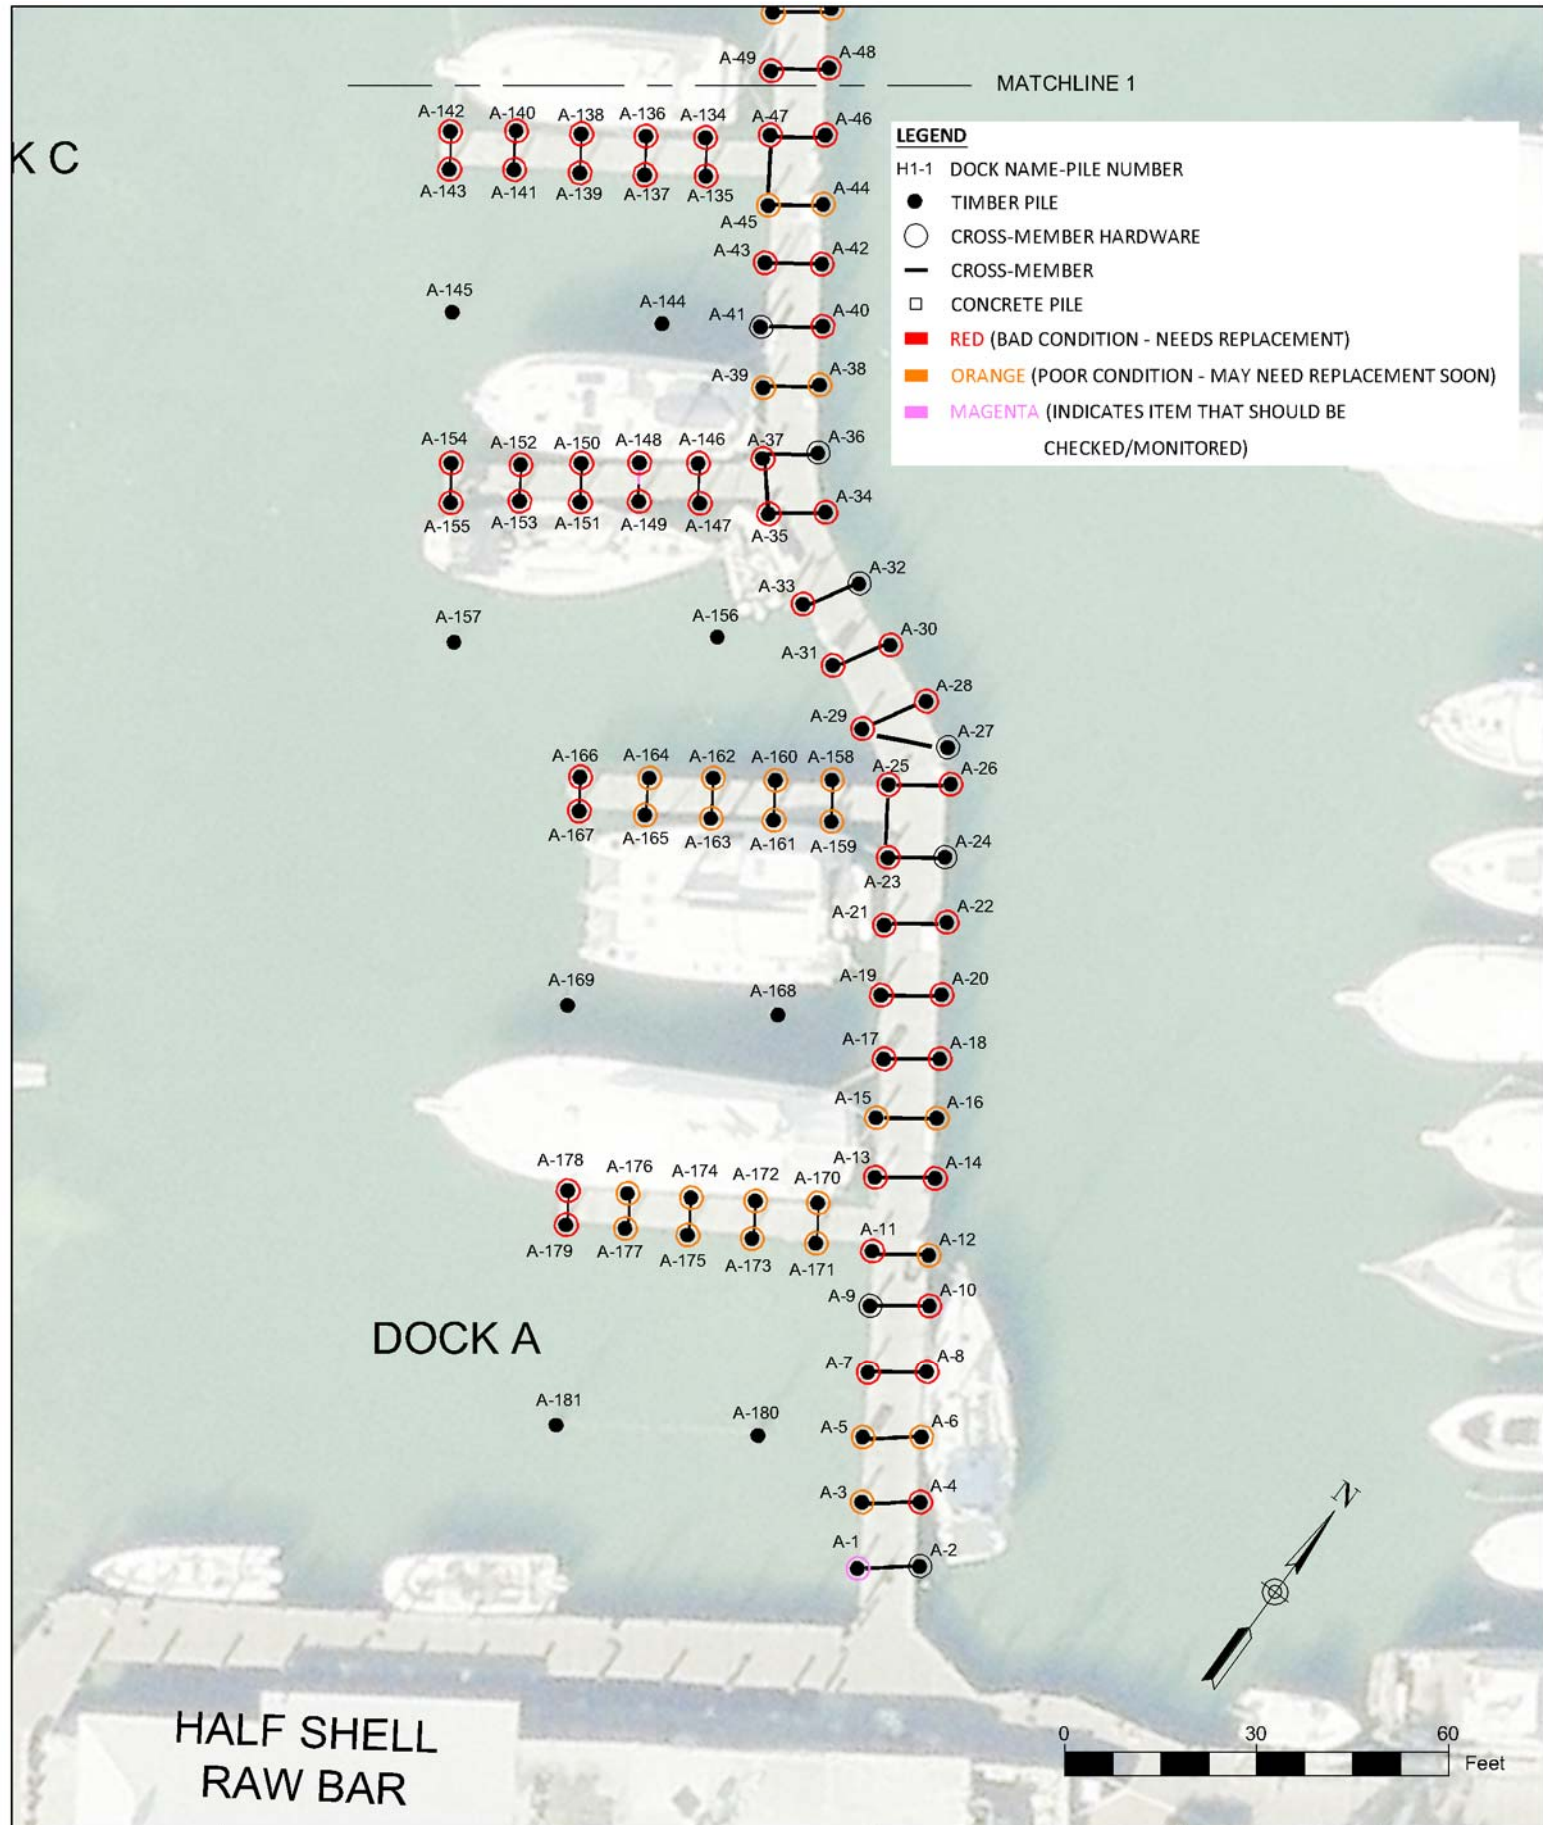 A-49 A-48
MATCHLINE 1
A-142 A-140 A-138 A-136 A-134 A-47 A-46
LEGEND
H1-1 DOCK NAME-PILE NUMBER
TIMBER PILE
CROSS-MEMBER HARDWARE
CROSS-MEMBER
CONCRETE PILE
RED (BAD CONDITION - NEEDS REPLACEMENT)
ORANGE (POOR CONDITION - MAY NEED REPLACEMENT SOON)
MAGENTA (INDICATES ITEM THAT SHOULD BE
CHECKED/MONITORED)
K C
A-143 A-141 A-139 A-137 A-135
A-44
A-45
A-43 A-42
A-145 A-144 A-41 A-40
A-39 A-38
A-154 A-152 A-150 A-148 A-146 A-37 A-36
A-34
A-155 A-153 A-151 A-149 A-147 A-35
A-33 A-32
A-157 A-156
A-31 A-30
A-28
A-29 A-27
A-166 A-164 A-162 A-160 A-158 A-25 A-26
A-167 A-165 A-163 A-161 A-159 A-24
A-23
A-21 A-22
A-169 A-168 A-19 A-20
A-17 A-18
A-15 A-16
A-13 A-14
A-178 A-176 A-174 A-172 A-170
A-179 A-177 A-175 A-173 A-171 A-11 A-12
A-9 A-10
DOCK A
A-7 A-8
A-181 A-180
A-5 A-6
A-3 A-4
A-1 A-2
N
HALF SHELL
RAW BAR
0 30 60
Feet